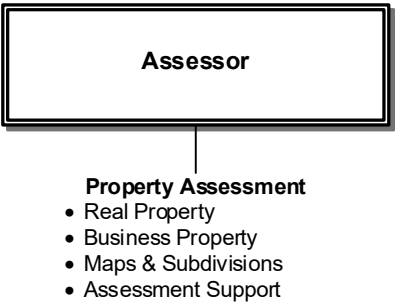 Assessor
Property Assessment
• Real Property
• Business Property
• Maps & Subdivisions
• Assessment Support